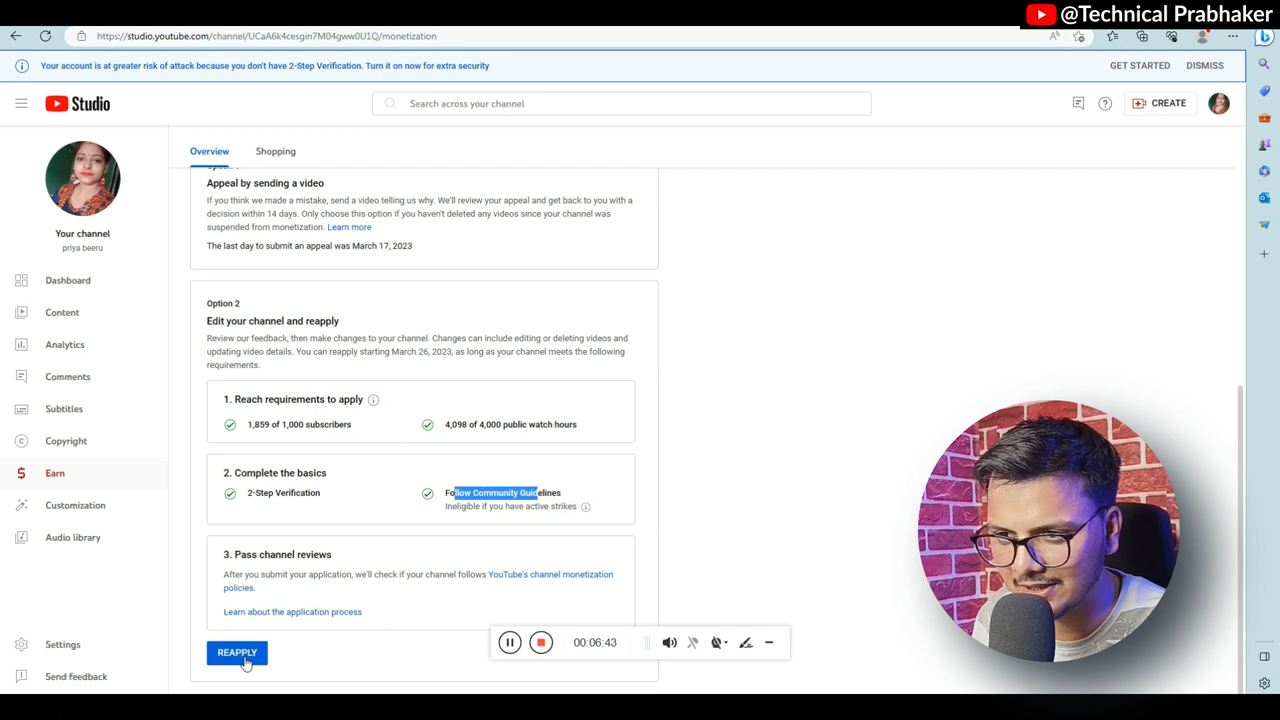 @Technical Prabhaker
https://studio.youtube.com/channel/UCaA6k4cesgin7M04gww0U1Q/monetization
Your account is at greater risk of attack because you don't have 2-Step Verification. Turn it on now for extra security
GET STARTED
DISMISS
Studio
Search across your channel
CREATE
Your channel
priya beeru
Dashboard
Content
Analytics
Comments
Subtitles
Copyright
Earn
Customization
Audio library
Settings
Send feedback
Overview
Shopping
Appeal by sending a video
If you think we made a mistake, send a video telling us why. We'll review your appeal and get back to you with a
decision within 14 days. Only choose this option if you haven't deleted any videos since your channel was
suspended from monetization. Learn more
The last day to submit an appeal was March 17, 2023
Option 2
Edit your channel and reapply
Review our feedback, then make changes to your channel. Changes can include editing or deleting videos and
updating video details. You can reapply starting March 26, 2023, as long as your channel meets the following
requirements.
1. Reach requirements to apply
1,859 of 1,000 subscribers
4,098 of 4,000 public watch hours
2. Complete the basics
2-Step Verification
Follow Community Guidelines
Ineligible if you have active strikes
3. Pass channel reviews
After you submit your application, we'll check if your channel follows YouTube's channel monetization
policies.
Learn about the application process
REAPPLY
00:06:43